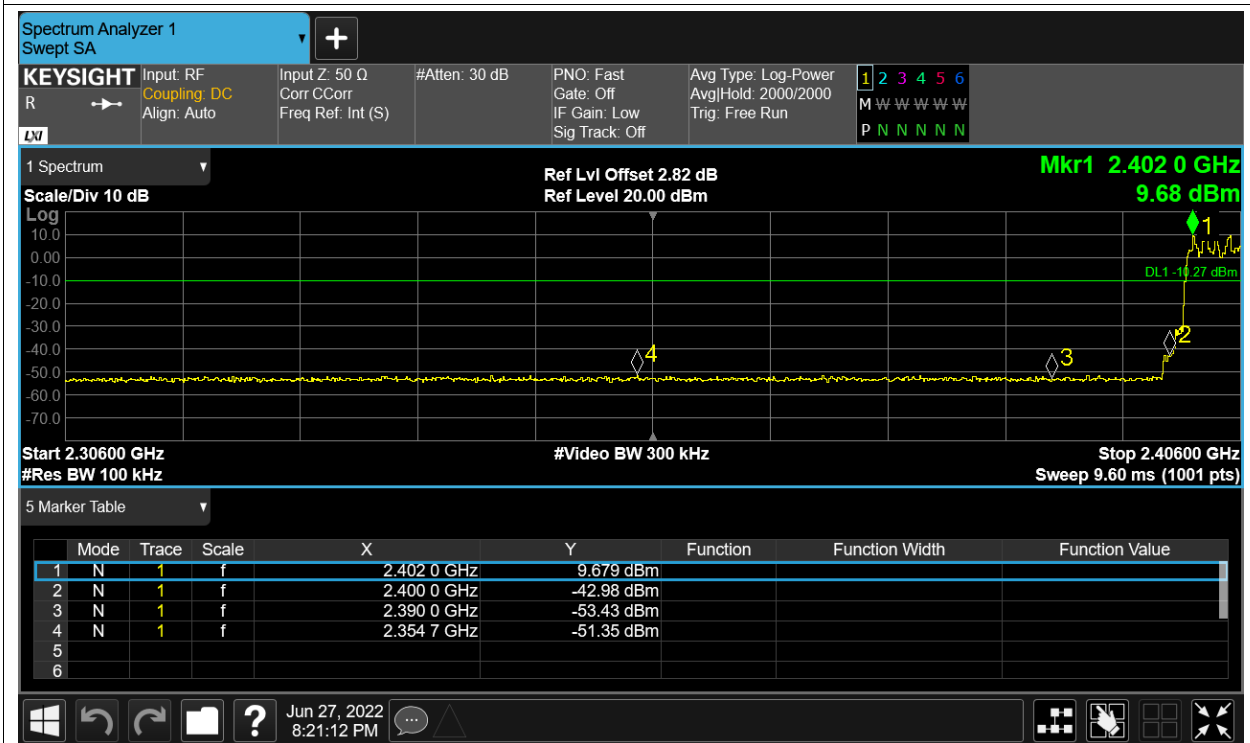 Spectrum Analyzer 1
Swept SA
+
KEYSIGHT Input: RF Input Z: 50 Ω #Atten: 30 dB PNO: Fast Avg Type: Log-Power 1 2 3 4 5 6
R Coupling: DC Corr CCorr Gate: Off Avg|Hold: 2000/2000 M W W W W W
Align: Auto Freq Ref: Int (S) IF Gain: Low Trig: Free Run
LXI Sig Track: Off P N N N N N
1 Spectrum
Ref Lvl Offset 2.82 dB Mkr1 2.402 0 GHz
Scale/Div 10 dB Ref Level 20.00 dBm 9.68 dBm
Log
10.0
0.00
-10.0
-20.0
-30.0
-40.0
-50.0
-60.0
-70.0
1
DL1 -10.27 dBm
2
3
4
Start 2.30600 GHz #Video BW 300 kHz Stop 2.40600 GHz
#Res BW 100 kHz Sweep 9.60 ms (1001 pts)
5 Marker Table
Mode Trace Scale X Y Function Function Width Function Value
1 N 1 f 2.402 0 GHz 9.679 dBm
2 N 1 f 2.400 0 GHz -42.98 dBm
3 N 1 f 2.390 0 GHz -53.43 dBm
4 N 1 f 2.354 7 GHz -51.35 dBm
5
6
? Jun 27, 2022
8:21:12 PM